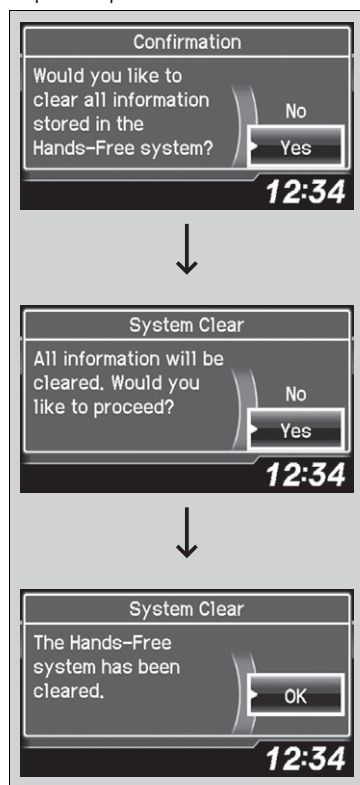 Confirmation
Would you like to
clear all information
stored in the
Hands-Free system?
No
Yes
12:34
System Clear
All information will be
cleared. Would you
like to proceed?
No
Yes
12:34
System Clear
The Hands-Free
system has been
cleared.
OK
12:34